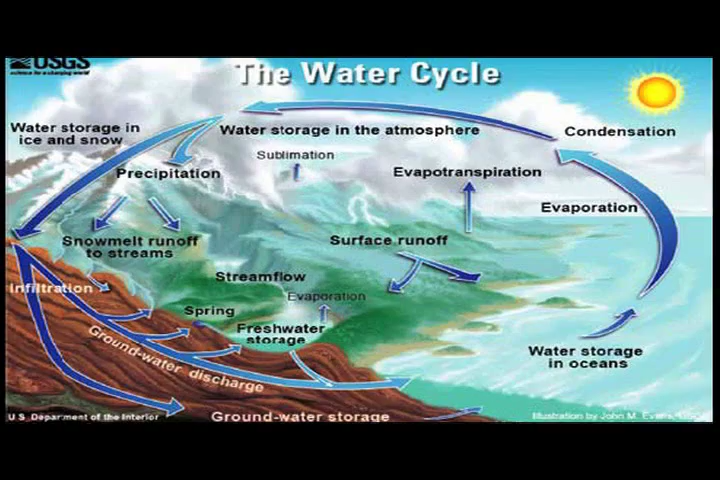 USGS
science for a changing world
The Water Cycle
Water storage in
ice and snow
Water storage in the atmosphere
Condensation
Sublimation
Precipitation
Evapotranspiration
Evaporation
Snowmelt runoff
to streams
Surface runoff
Streamflow
Infiltration
Evaporation
Spring
Freshwater
storage
Ground-water discharge
Water storage
in oceans
U.S. Department of the Interior
Ground-water storage
Illustration by John M. Evans, USGS